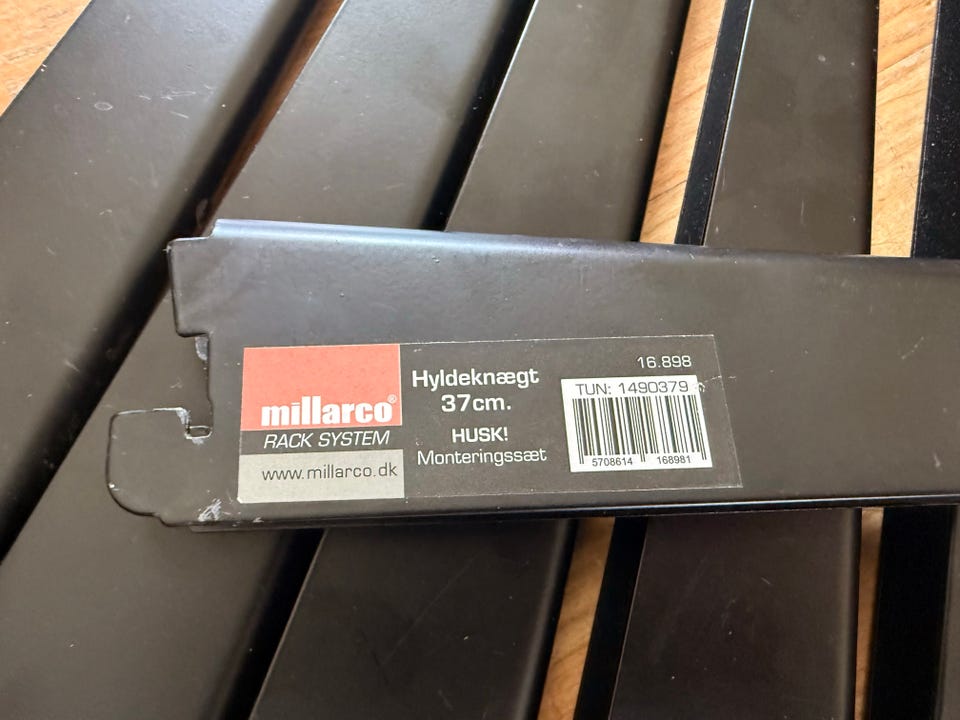 millarco®
RACK SYSTEM
www.millarco.dk
Hyldeknægt
37cm.
HUSK!
Monteringssæt
16.898
TUN: 1490379
5708614 168981